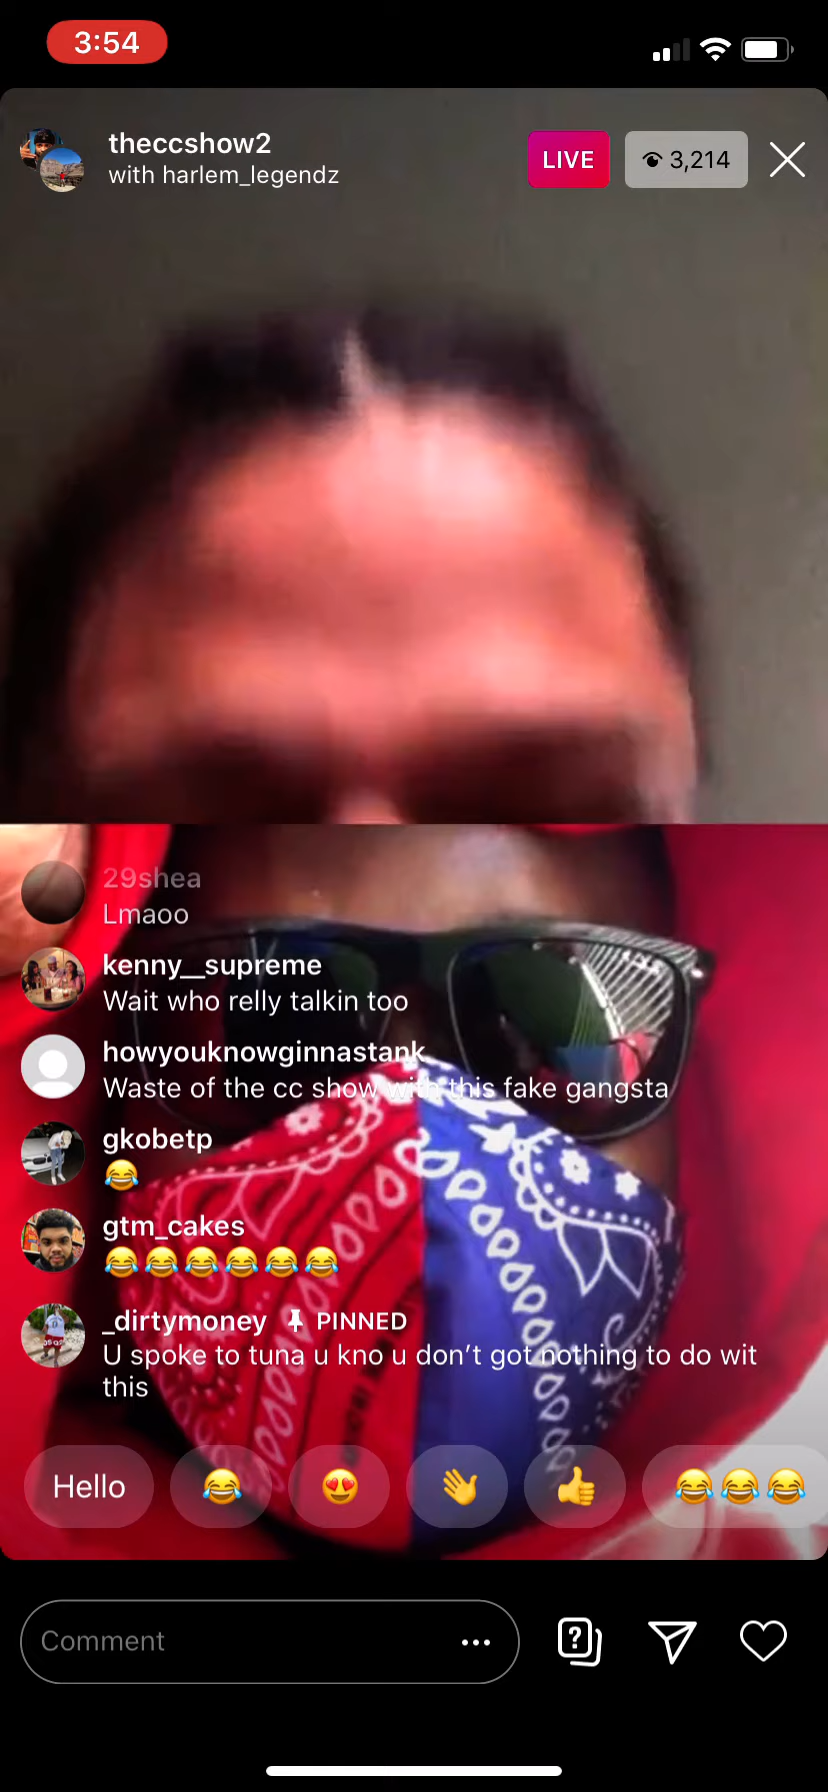 3:54
theccshow2
with harlem_legendz
LIVE
3,214
29shea
Lmaoo
kenny__supreme
Wait who relly talkin too
howyouknowginnastank
Waste of the cc show with this fake gangsta
gkobetp
😂
gtm_cakes
😂😂😂😂😂😂
_dirtymoney PINNED
U spoke to tuna u kno u don’t got nothing to do wit
this
Hello 😂 😍 👋 👍 😂😂😂
Comment